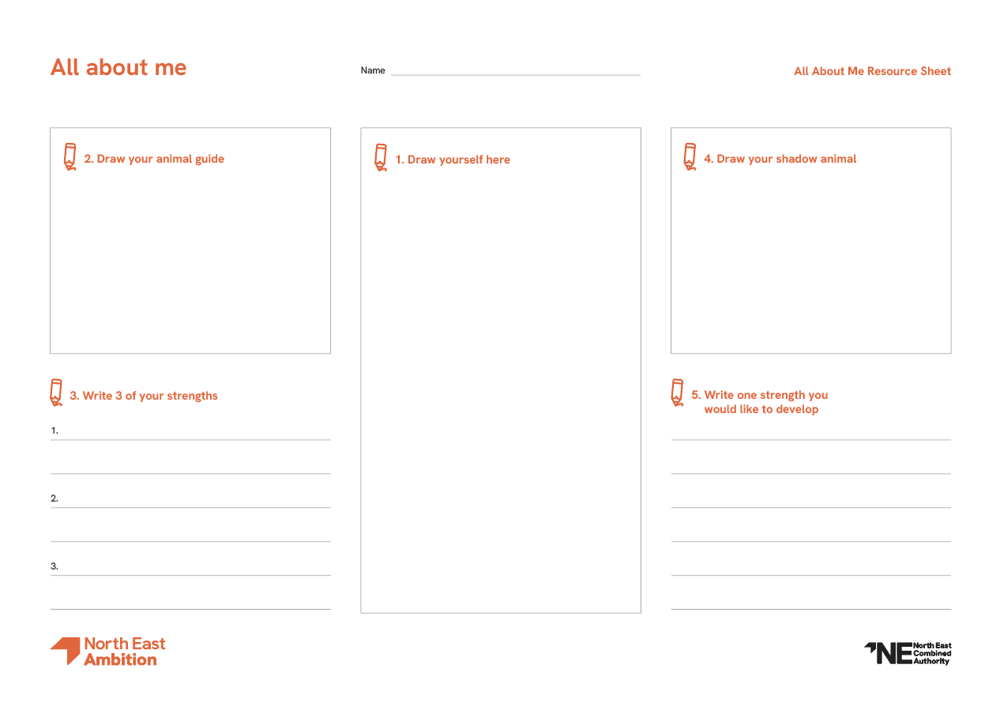 All about me
Name
All About Me Resource Sheet
2. Draw your animal guide
1. Draw yourself here
4. Draw your shadow animal
3. Write 3 of your strengths
1.
2.
3.
5. Write one strength you
would like to develop
North East
Ambition
NE
North East
Combined
Authority